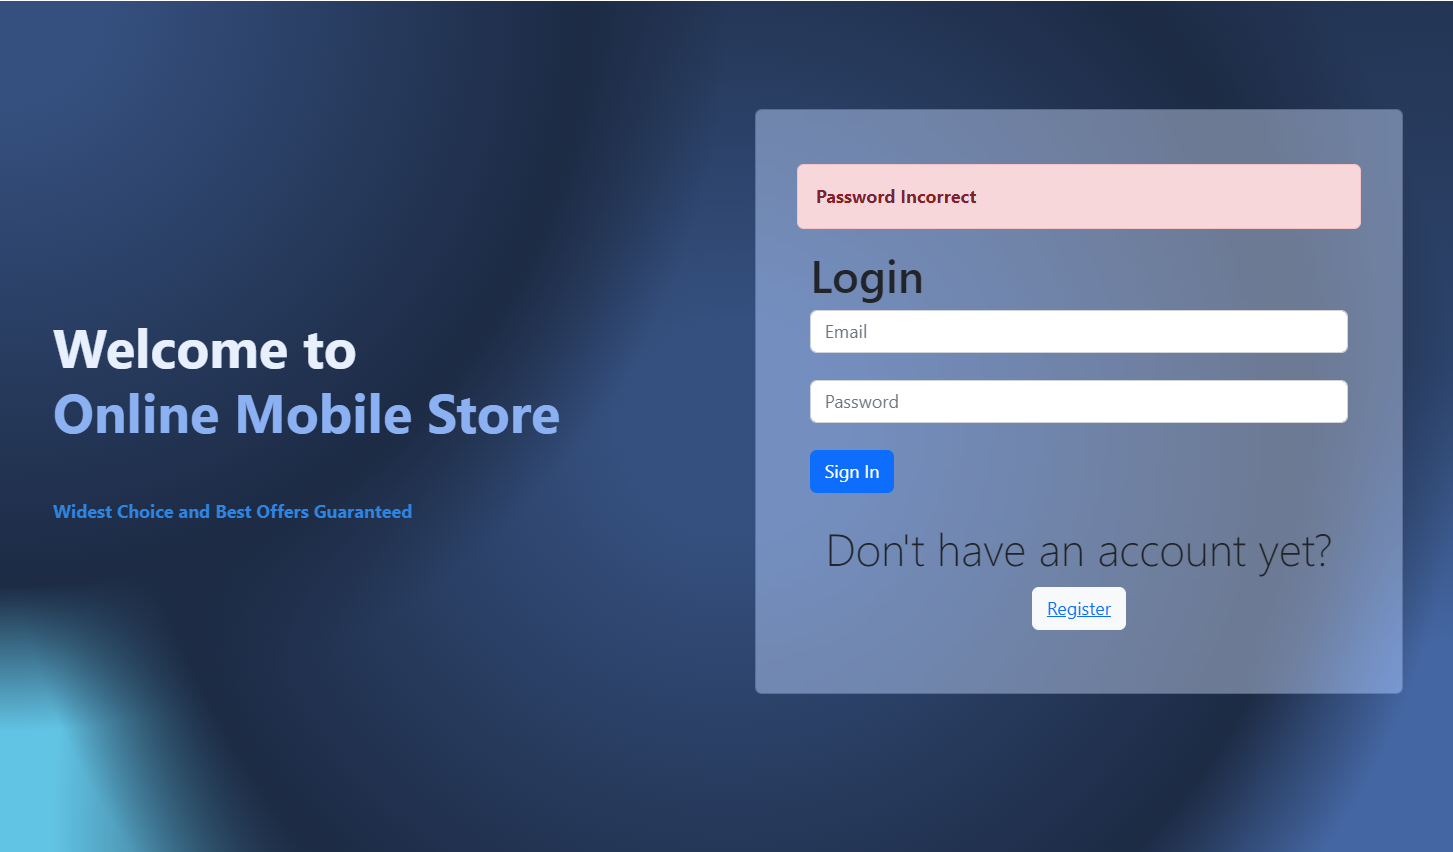 Welcome to
Online Mobile Store
Widest Choice and Best Offers Guaranteed
Password Incorrect
Login
Email
Password
Sign In
Don't have an account yet?
Register